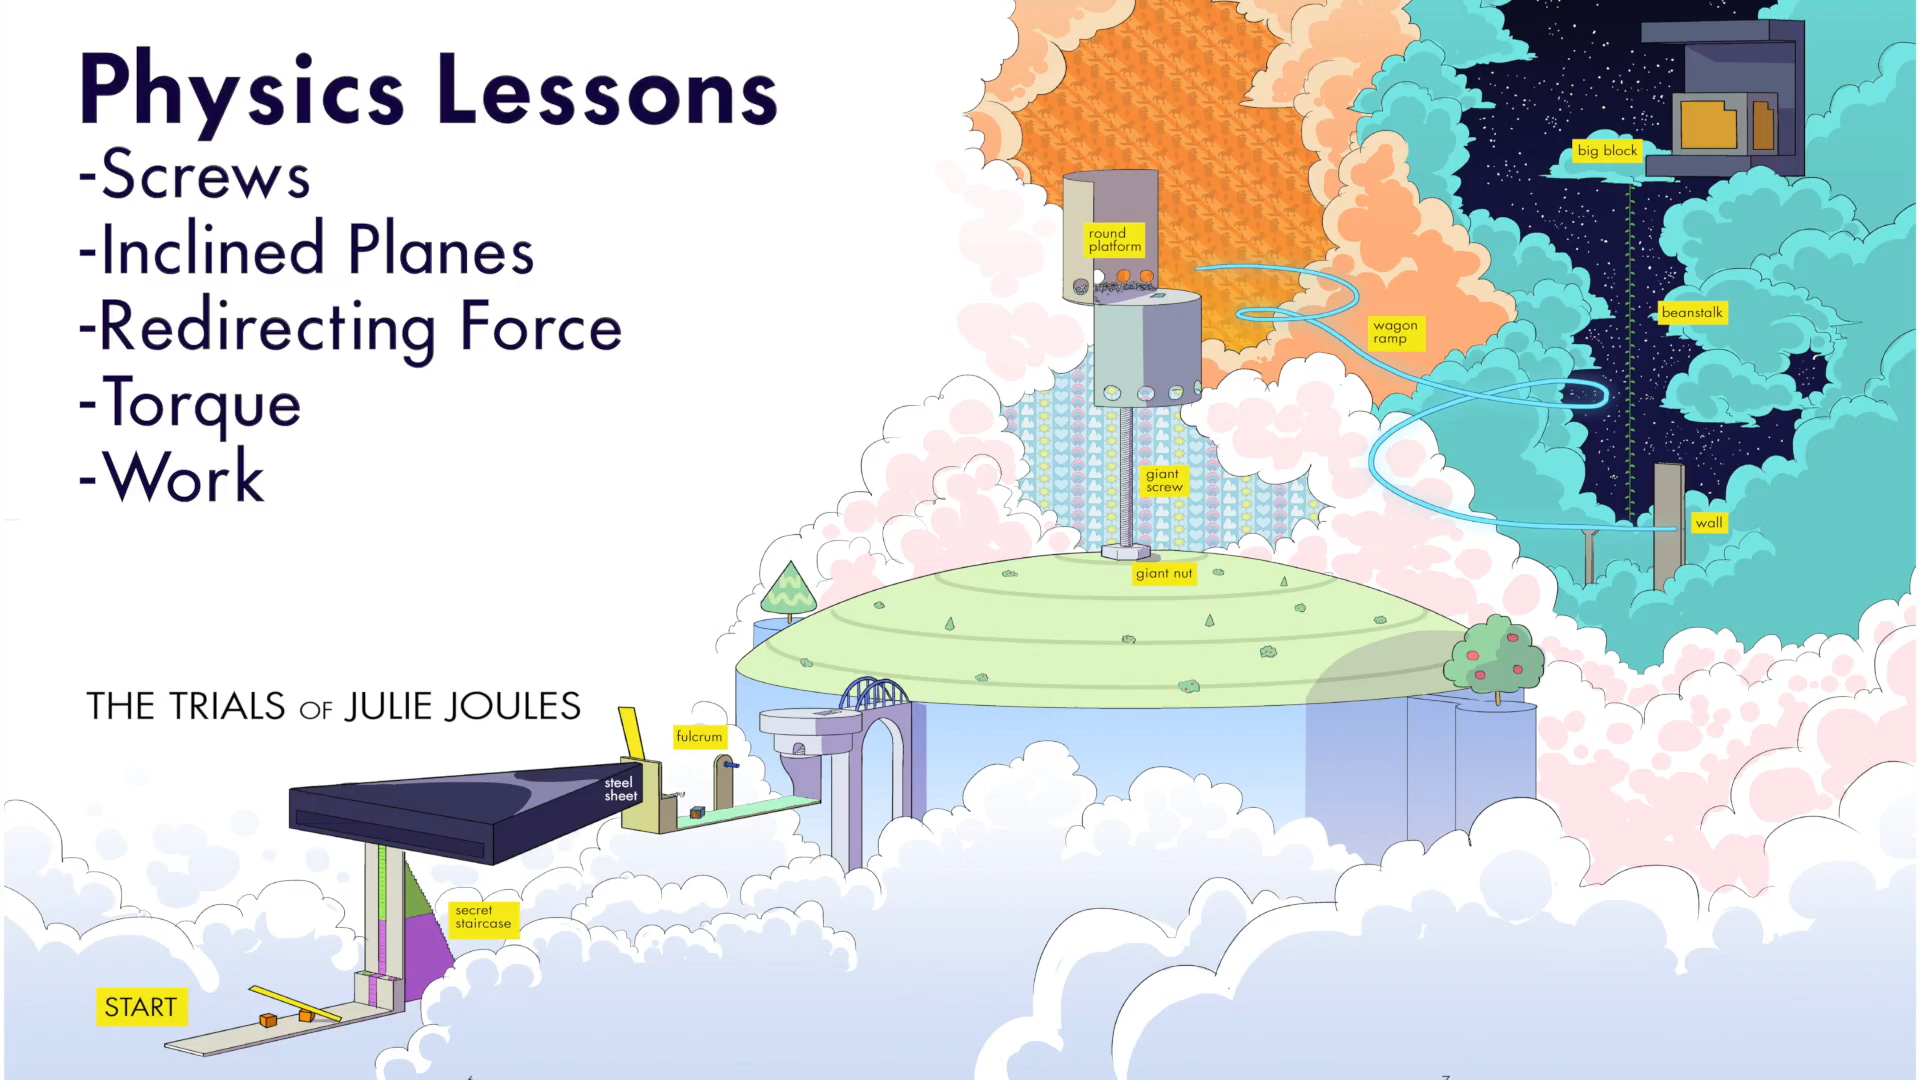 Physics Lessons
-Screws
-Inclined Planes
-Redirecting Force
-Torque
-Work
THE TRIALS OF JULIE JOULES
START
secret
staircase
steel
sheet
fulcrum
giant nut
giant
screw
round
platform
wagon
ramp
wall
beanstalk
big block